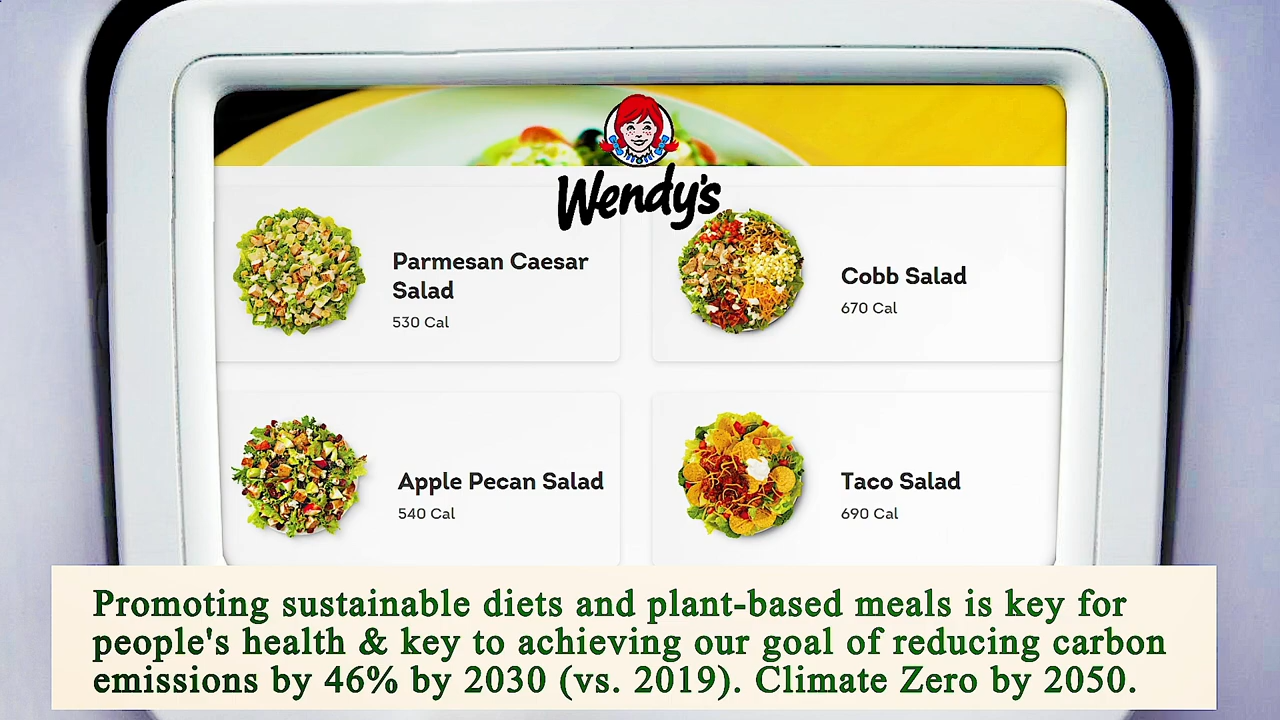 Wendy's
Parmesan Caesar
Salad
530 Cal
Cobb Salad
670 Cal
Apple Pecan Salad
540 Cal
Taco Salad
690 Cal
Promoting sustainable diets and plant-based meals is key for
people's health & key to achieving our goal of reducing carbon
emissions by 46% by 2030 (vs. 2019). Climate Zero by 2050.